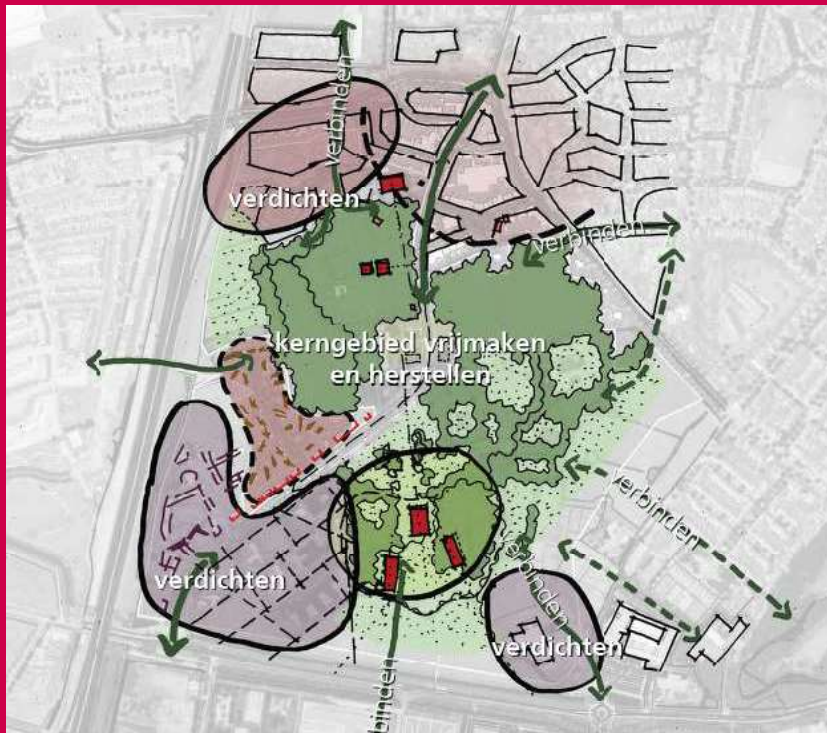 verbinden
verdichten
verbinden
kerngebied vrijmaken
en herstellen
verbinden
verdichten
verbinden
verdichten
binden